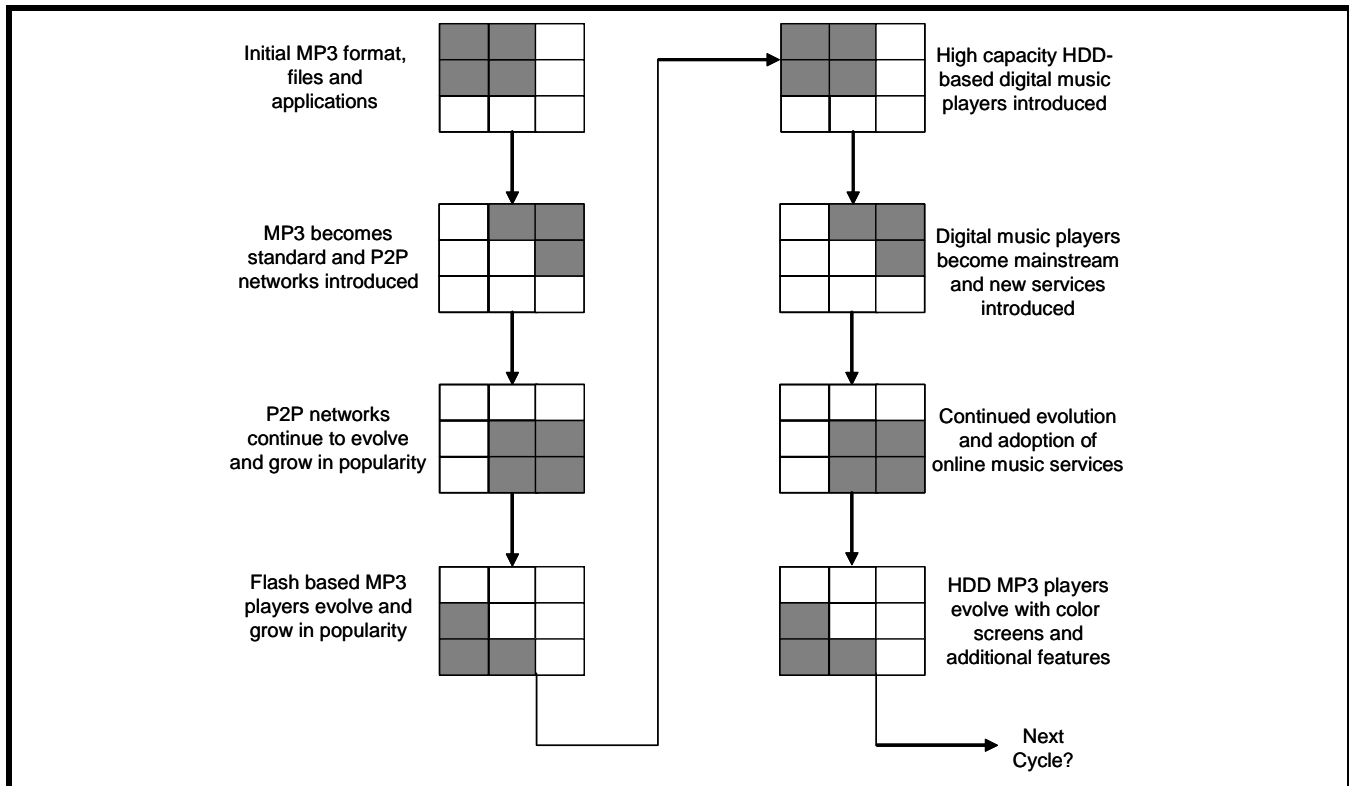 Initial MP3 format,
files and
applications
MP3 becomes
standard and P2P
networks introduced
P2P networks
continue to evolve
and grow in popularity
Flash based MP3
players evolve and
grow in popularity
High capacity HDD-
based digital music
players introduced
Digital music players
become mainstream
and new services
introduced
Continued evolution
and adoption of
online music services
HDD MP3 players
evolve with color
screens and
additional features
Next
Cycle?